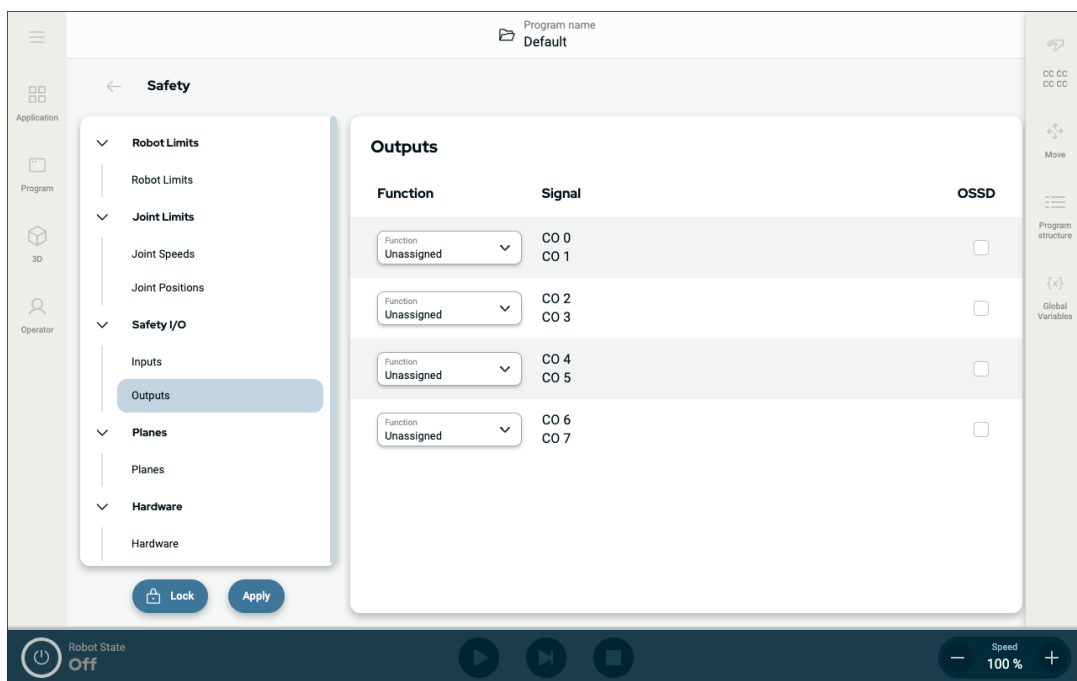 Program name
Default
Safety
Application
Program
3D
Operator
Robot Limits
Robot Limits
Joint Limits
Joint Speeds
Joint Positions
Safety I/O
Inputs
Outputs
Planes
Planes
Hardware
Hardware
Lock
Apply
Outputs
Function
Signal
OSSD
Function
Unassigned
CO 0
CO 1
Function
Unassigned
CO 2
CO 3
Function
Unassigned
CO 4
CO 5
Function
Unassigned
CO 6
CO 7
CC CC
CC CC
Move
Program
structure
{x}
Global
Variables
Robot State
Off
Speed
100 %